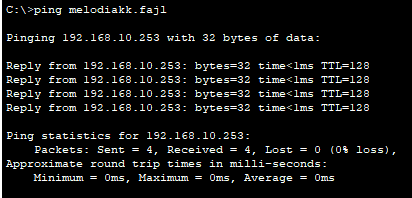 C:\>ping melodiakk.fajl
Pinging 192.168.10.253 with 32 bytes of data:
Reply from 192.168.10.253: bytes=32 time<1ms TTL=128
Reply from 192.168.10.253: bytes=32 time<1ms TTL=128
Reply from 192.168.10.253: bytes=32 time<1ms TTL=128
Reply from 192.168.10.253: bytes=32 time<1ms TTL=128
Ping statistics for 192.168.10.253:
    Packets: Sent = 4, Received = 4, Lost = 0 (0% loss),
Approximate round trip times in milli-seconds:
    Minimum = 0ms, Maximum = 0ms, Average = 0ms